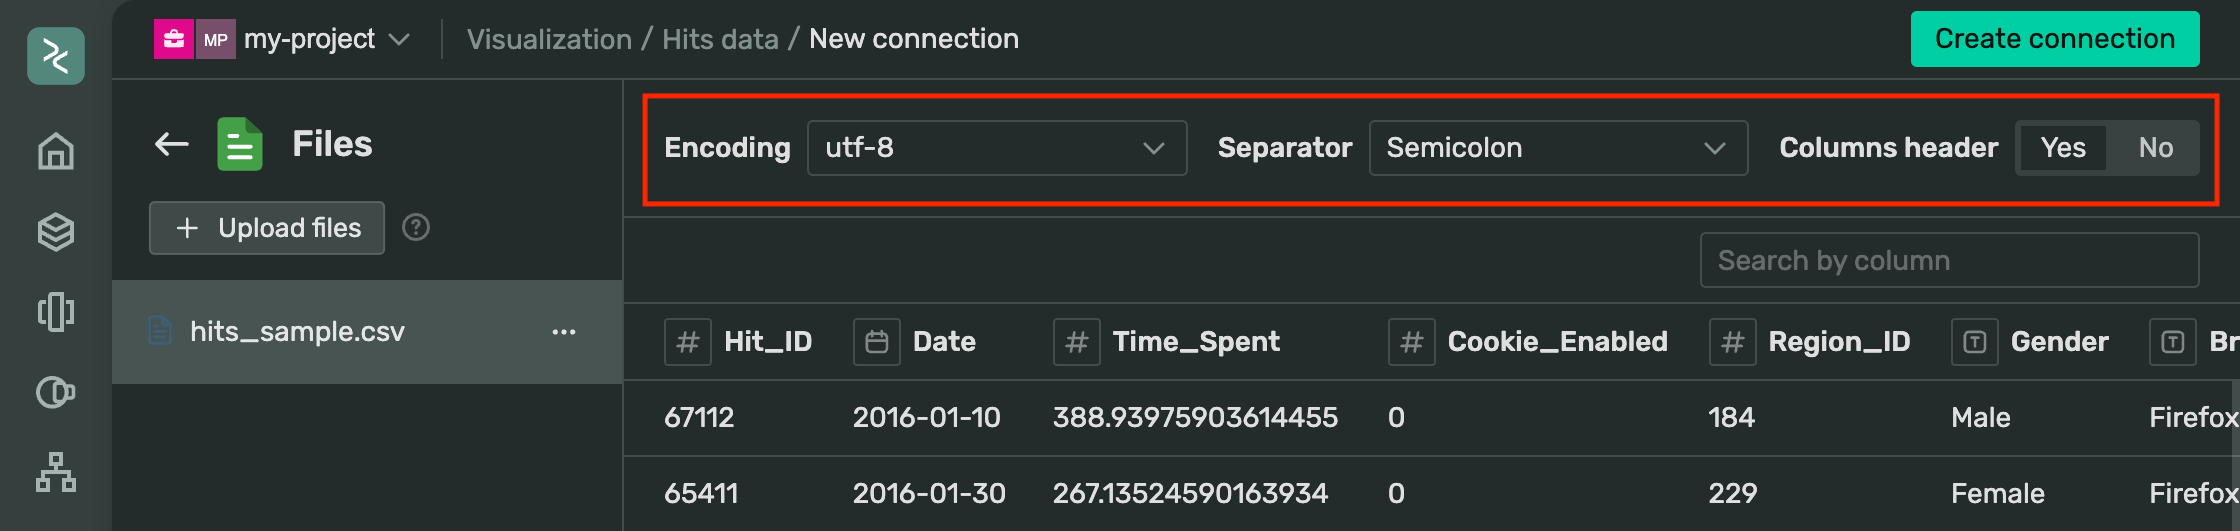 MP my-project Visualization / Hits data / New connection Create connection
Files
+ Upload files ?
hits_sample.csv ...
Encoding utf-8 Separator Semicolon Columns header Yes No
Search by column
# Hit_ID Date # Time_Spent # Cookie_Enabled # Region_ID T Gender T Br
67112 2016-01-10 388.93975903614455 0 184 Male Firefox
65411 2016-01-30 267.13524590163934 0 229 Female Firefox